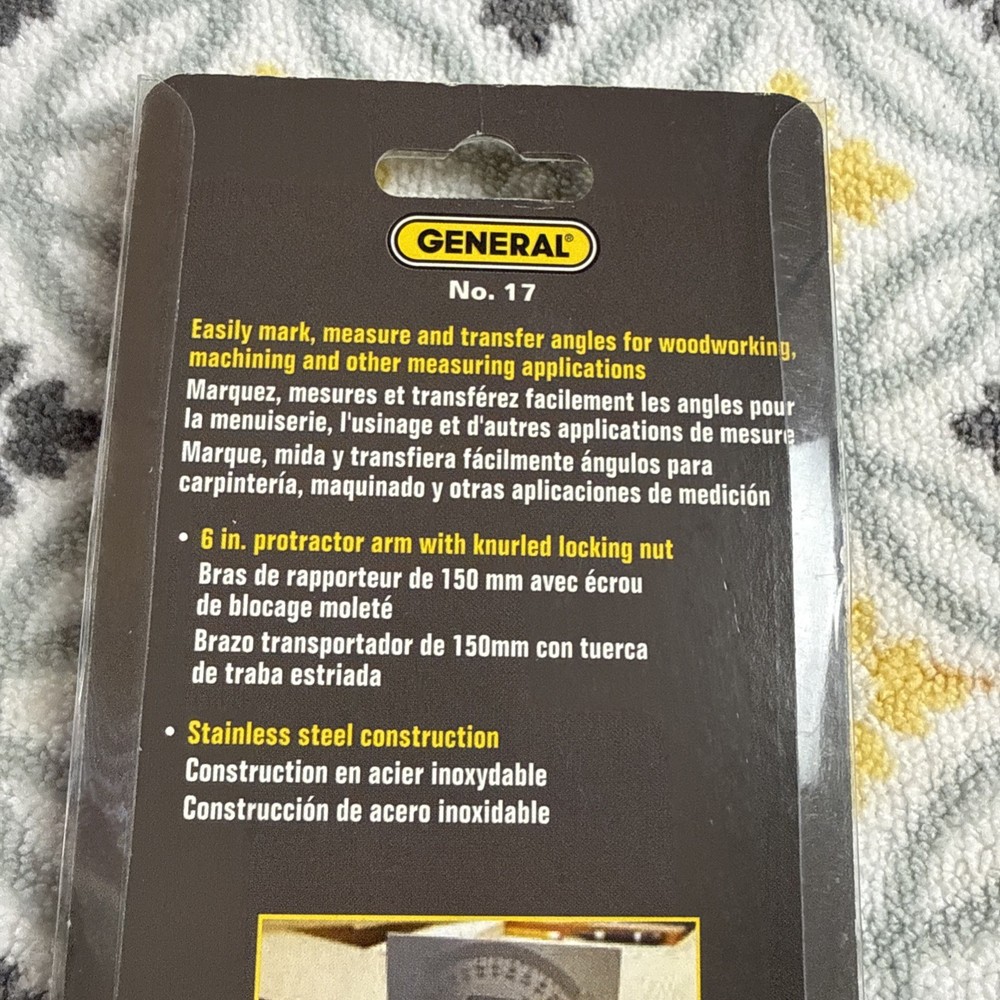 GENERAL®
No. 17
Easily mark, measure and transfer angles for woodworking,
machining and other measuring applications
Marquez, mesures et transférez facilement les angles pour
la menuiserie, l'usinage et d'autres applications de mesure
Marque, mida y transfiera fácilmente ángulos para
carpintería, maquinado y otras aplicaciones de medición
• 6 in. protractor arm with knurled locking nut
Bras de rapporteur de 150 mm avec écrou
de blocage moleté
Brazo transportador de 150mm con tuerca
de traba estriada
• Stainless steel construction
Construction en acier inoxydable
Construcción de acero inoxidable